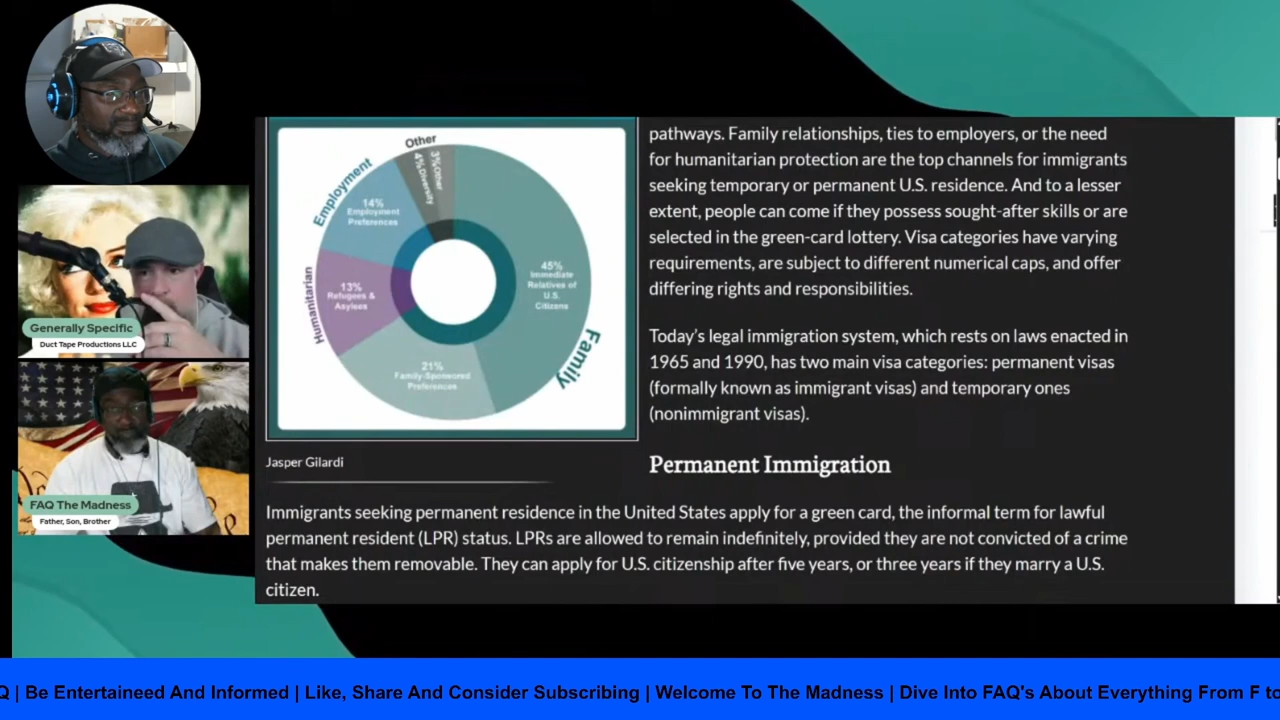 Generally Specific
Duct Tape Productions LLC
FAQ The Madness
Father, Son, Brother
Other
4% Diversity
3% Other
Employment
14%
Employment
Preferences
Humanitarian
13%
Refugees &
Asylees
45%
Immediate
Relatives of
U.S.
Citizens
Family
21%
Family-Sponsored
Preferences
Jasper Gilardi
pathways. Family relationships, ties to employers, or the need
for humanitarian protection are the top channels for immigrants
seeking temporary or permanent U.S. residence. And to a lesser
extent, people can come if they possess sought-after skills or are
selected in the green-card lottery. Visa categories have varying
requirements, are subject to different numerical caps, and offer
differing rights and responsibilities.
Today's legal immigration system, which rests on laws enacted in
1965 and 1990, has two main visa categories: permanent visas
(formally known as immigrant visas) and temporary ones
(nonimmigrant visas).
Permanent Immigration
Immigrants seeking permanent residence in the United States apply for a green card, the informal term for lawful
permanent resident (LPR) status. LPRs are allowed to remain indefinitely, provided they are not convicted of a crime
that makes them removable. They can apply for U.S. citizenship after five years, or three years if they marry a U.S.
citizen.
Q | Be Entertaineed And Informed | Like, Share And Consider Subscribing | Welcome To The Madness | Dive Into FAQ's About Everything From F to